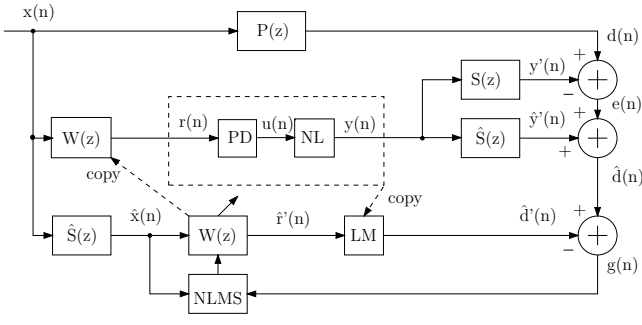 x(n)
P(z)
d(n)
+
S(z)
y'(n)
−
e(n)
W(z)
r(n)
PD
u(n)
NL
y(n)
Ŝ(z)
ŷ'(n)
+
+
copy
d̂(n)
Ŝ(z)
x̂(n)
W(z)
r̂'(n)
copy
LM
d̂'(n)
+
−
g(n)
NLMS